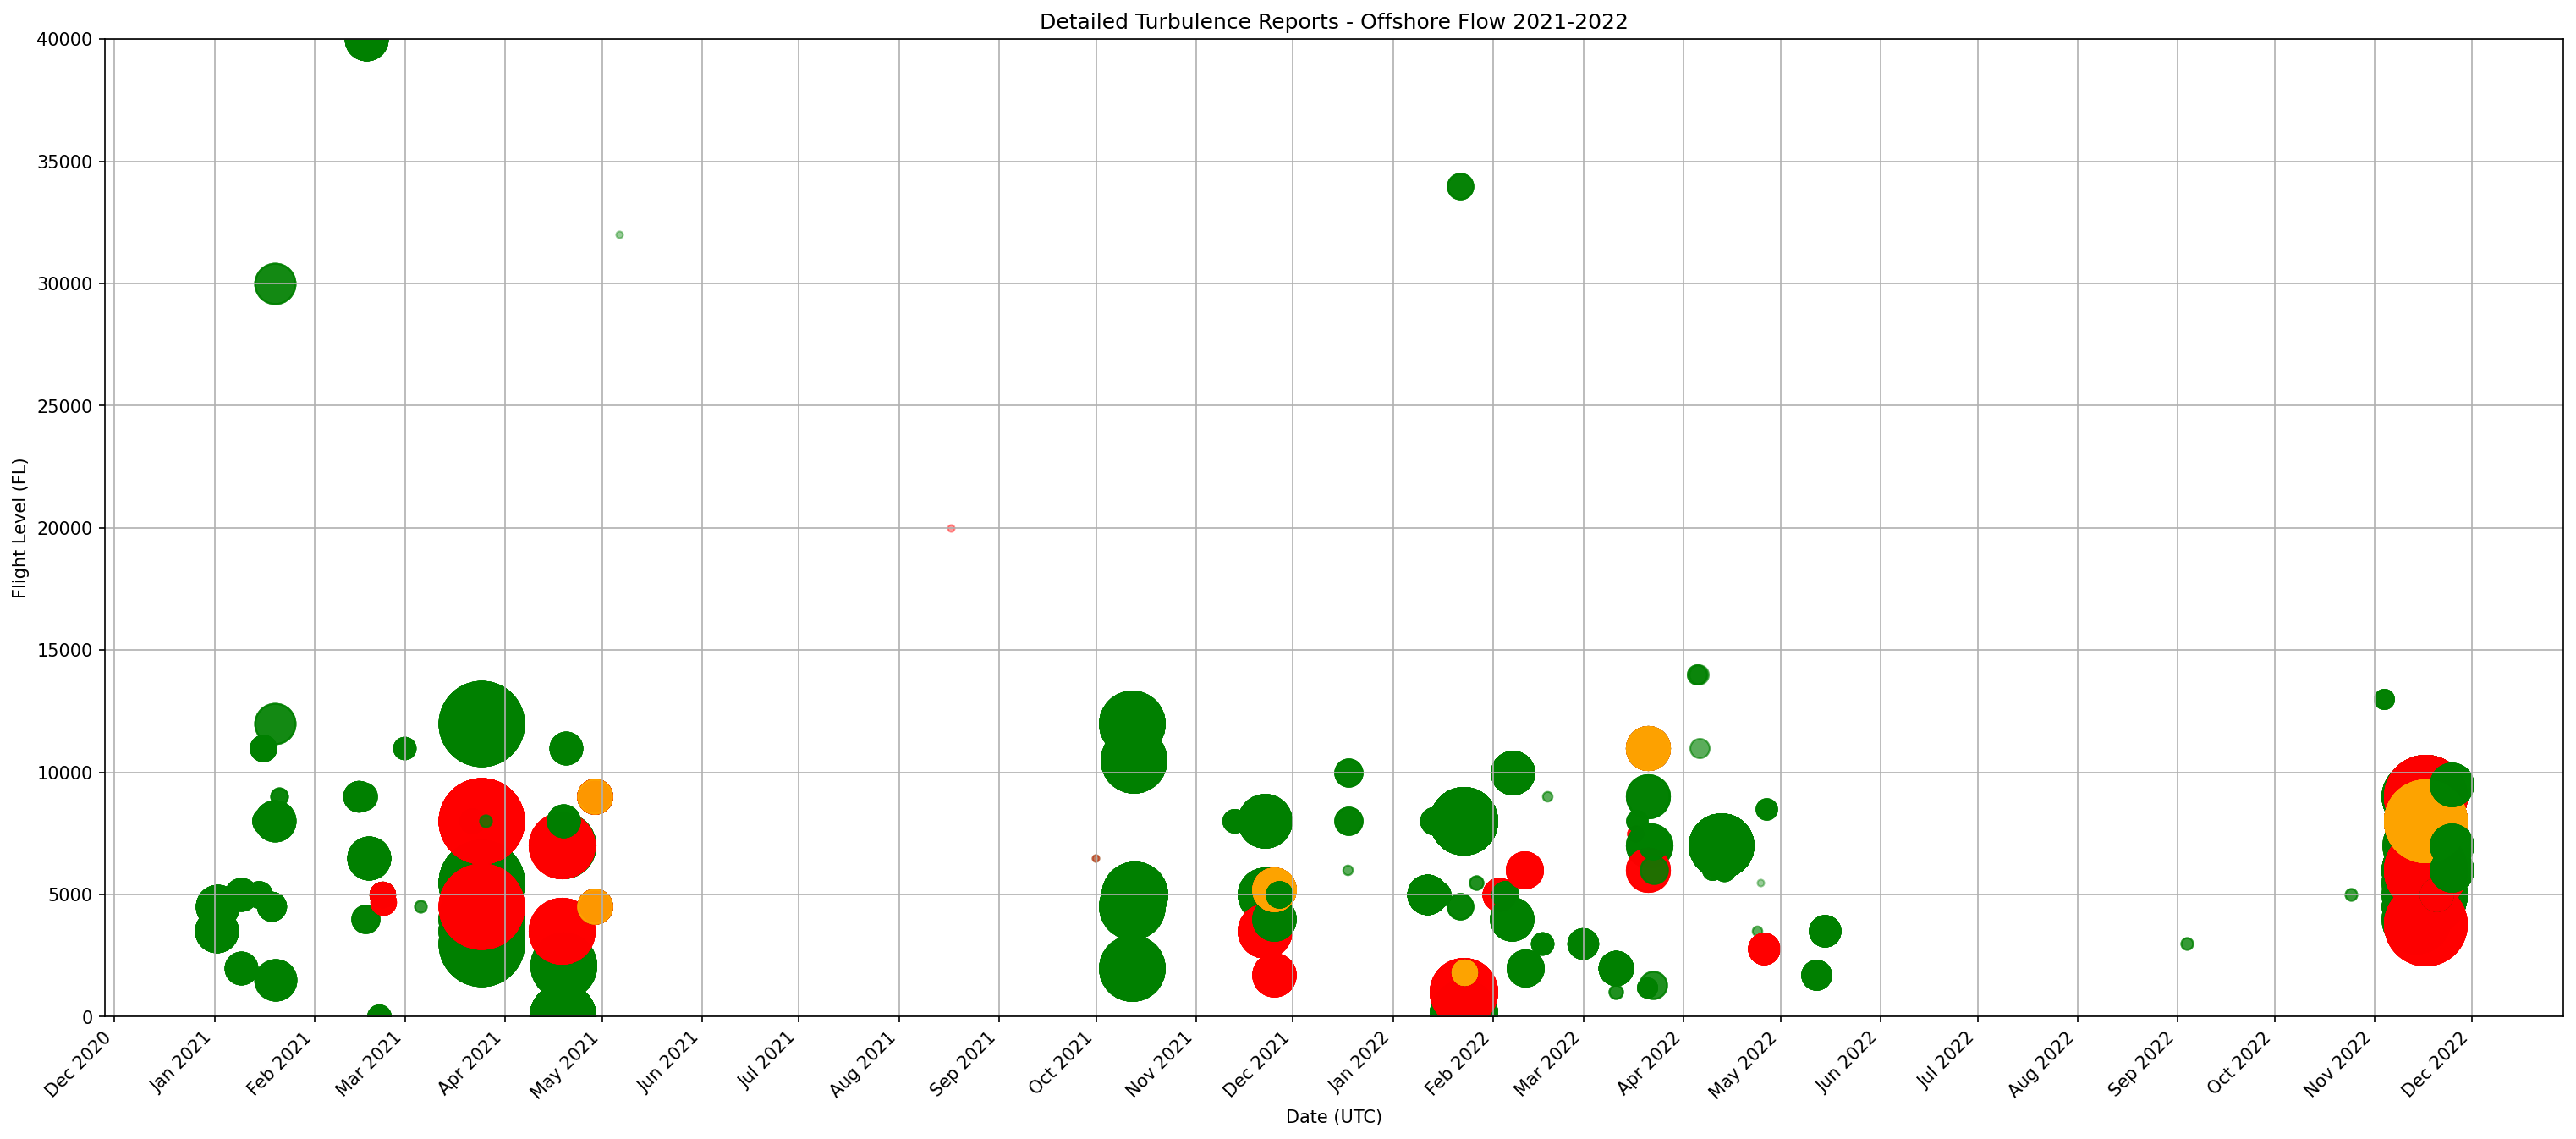 Detailed Turbulence Reports - Offshore Flow 2021-2022
Flight Level (FL)
40000
35000
30000
25000
20000
15000
10000
5000
0
Dec 2020
Jan 2021
Feb 2021
Mar 2021
Apr 2021
May 2021
Jun 2021
Jul 2021
Aug 2021
Sep 2021
Oct 2021
Nov 2021
Dec 2021
Jan 2022
Feb 2022
Mar 2022
Apr 2022
May 2022
Jun 2022
Jul 2022
Aug 2022
Sep 2022
Oct 2022
Nov 2022
Dec 2022
Date (UTC)